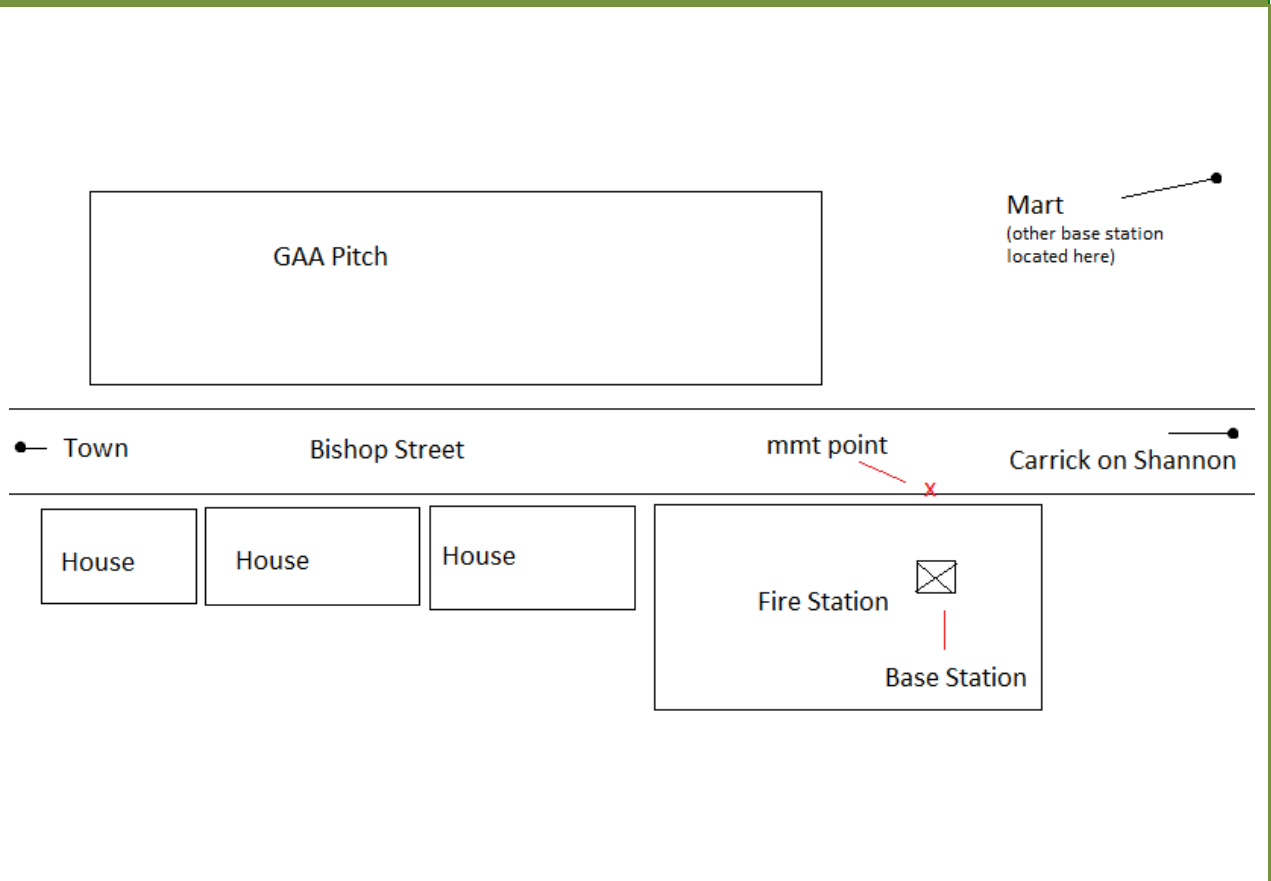 Mart
(other base station
located here)
GAA Pitch
Town
Bishop Street
mmt point
Carrick on Shannon
x
House
House
House
Fire Station
Base Station